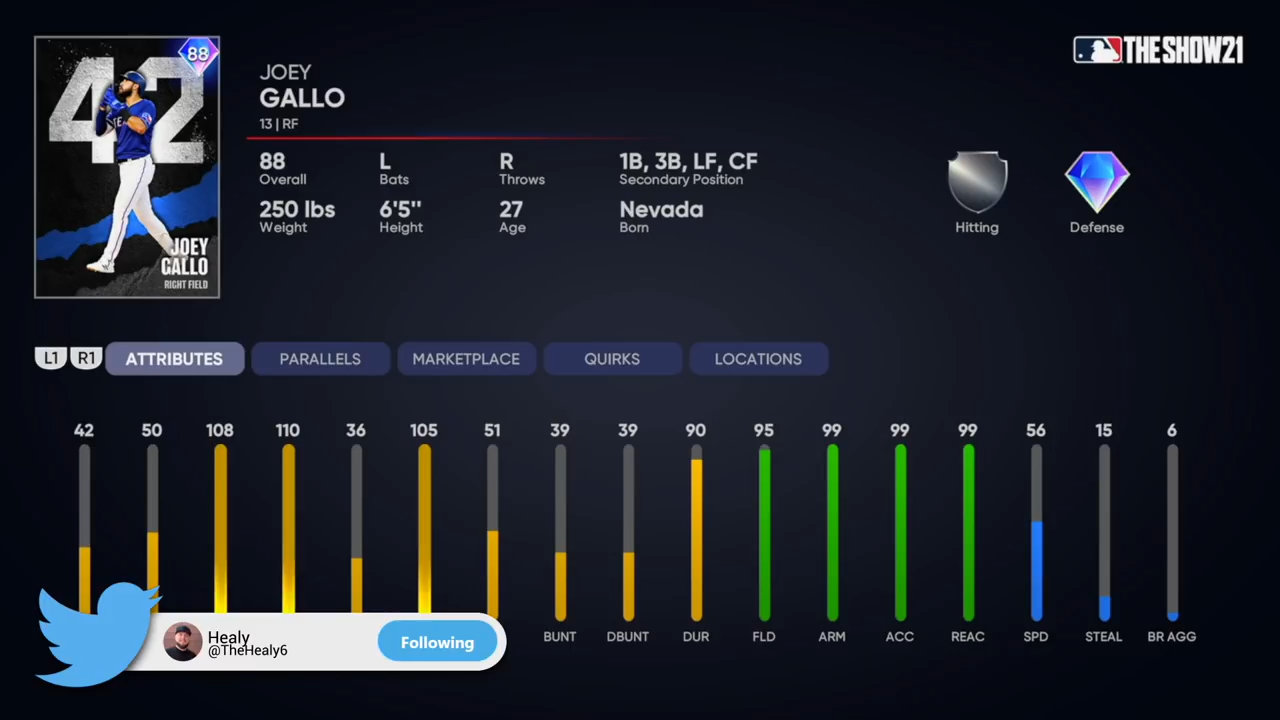 88
42
JOEY
GALLO
RIGHT FIELD
JOEY
GALLO
13 | RF
88 L R 1B, 3B, LF, CF
Overall Bats Throws Secondary Position
250 lbs 6'5'' 27 Nevada
Weight Height Age Born
MLB THE SHOW21
Hitting Defense
L1 R1 ATTRIBUTES PARALLELS MARKETPLACE QUIRKS LOCATIONS
42 50 108 110 36 105 51 39 39 90 95 99 99 99 56 15 6
BUNT DBUNT DUR FLD ARM ACC REAC SPD STEAL BR AGG
Healy
@TheHealy6
Following